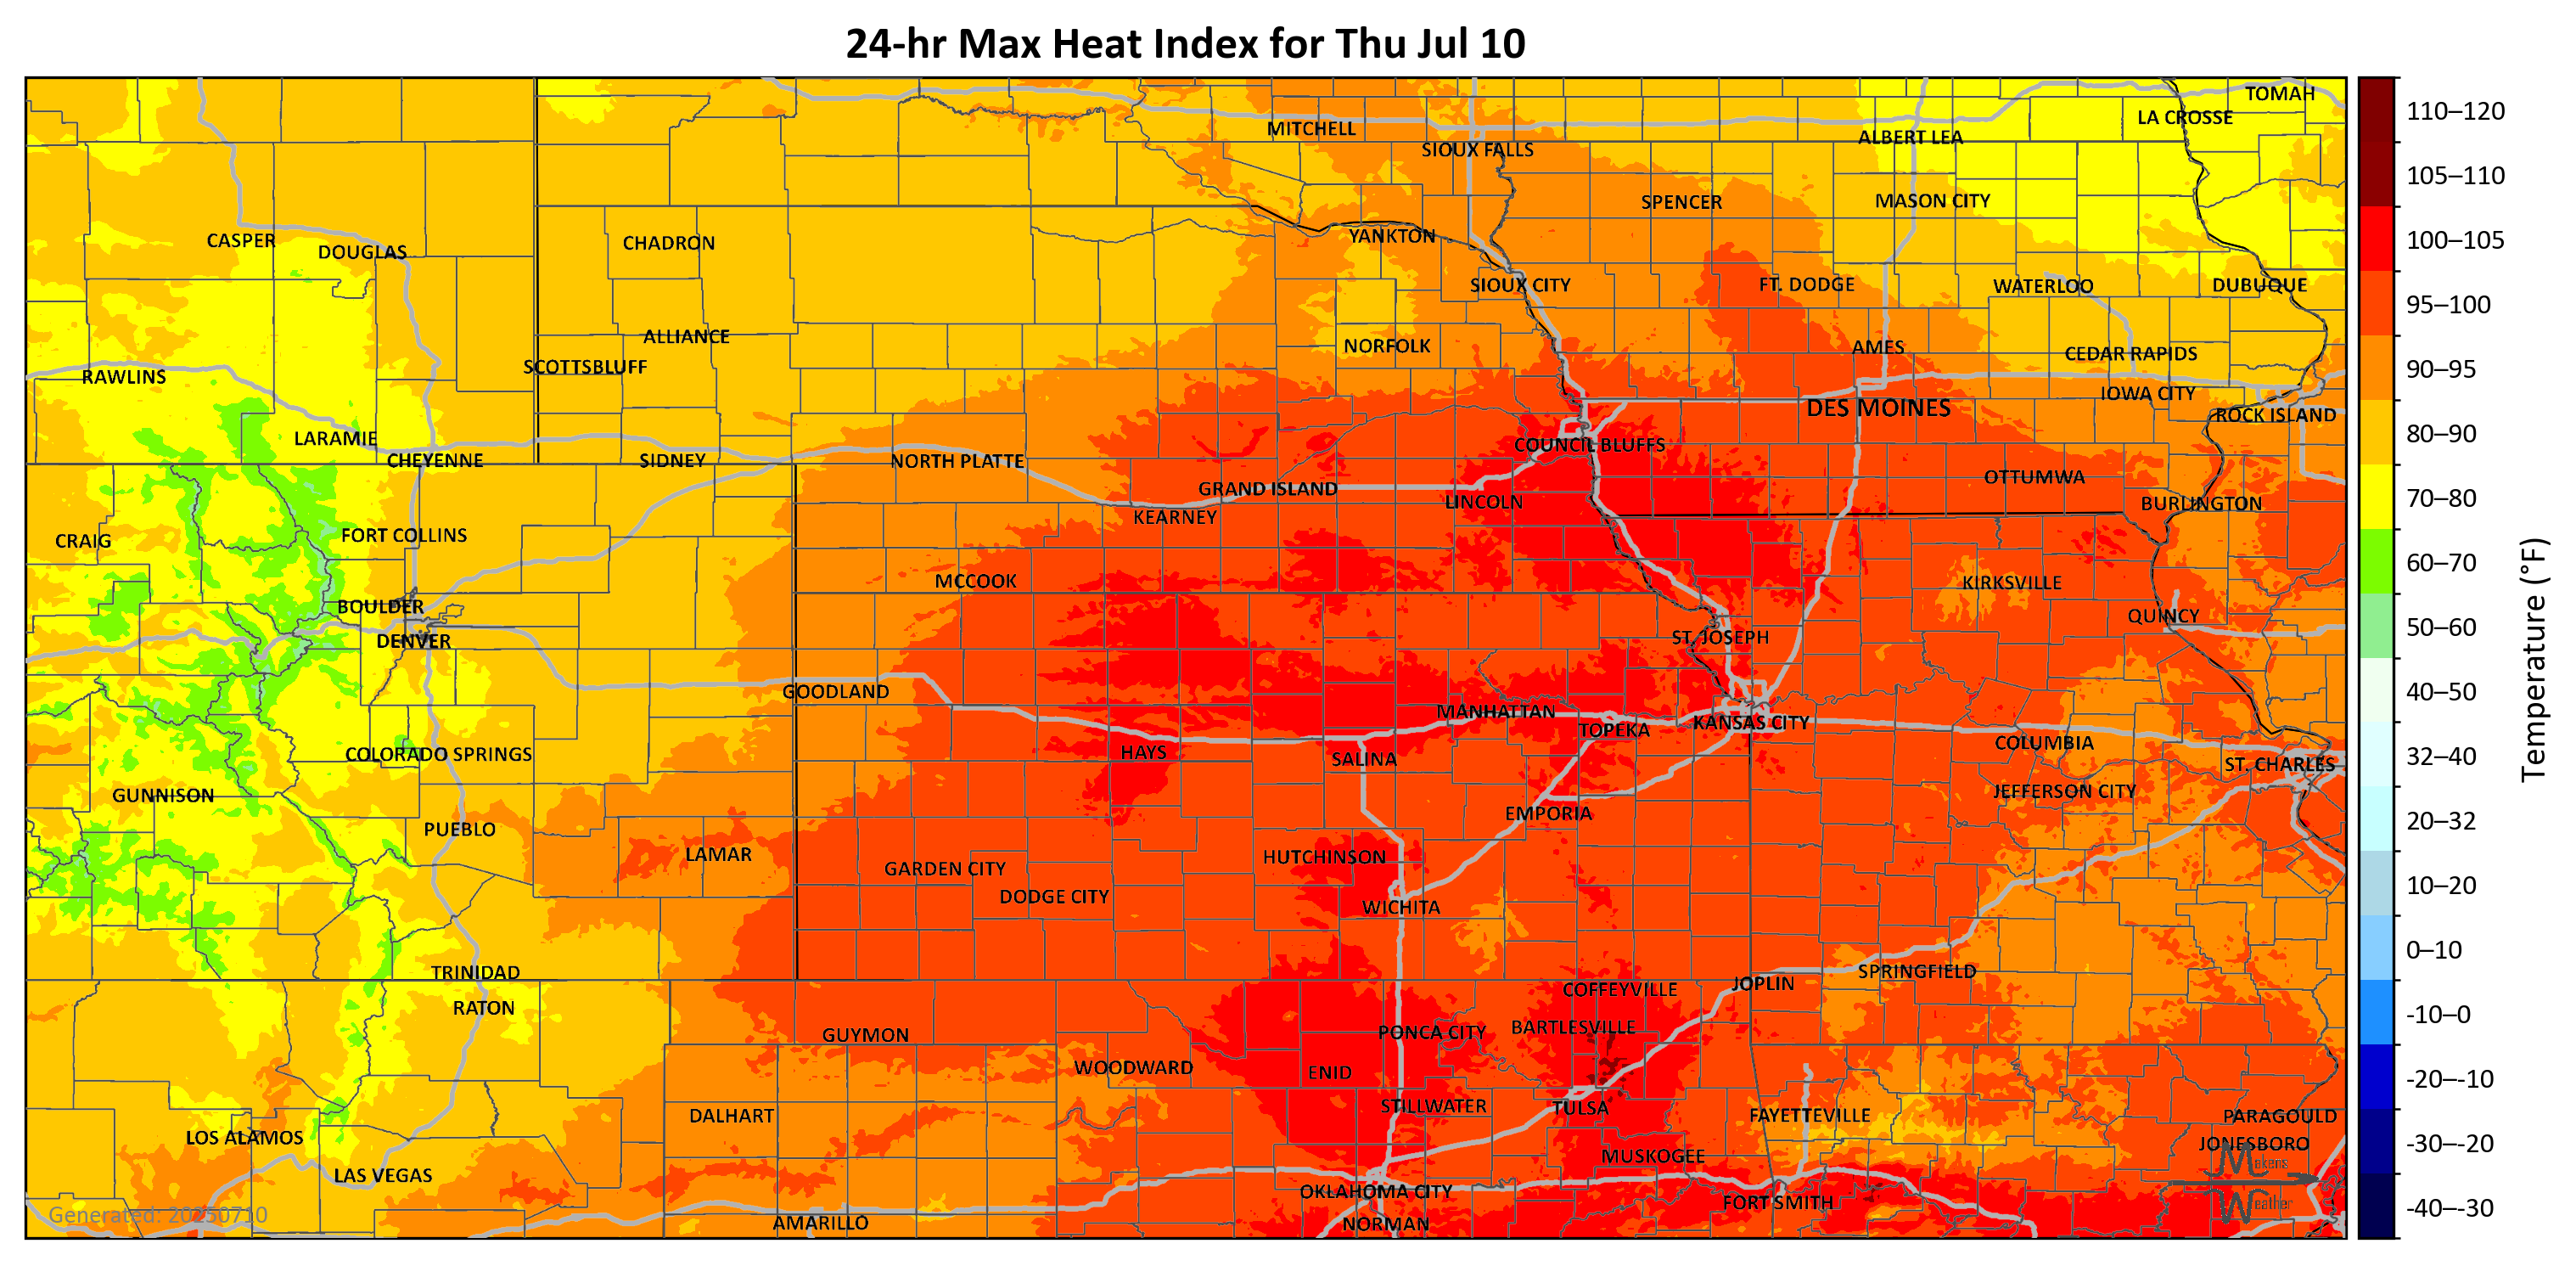 24-hr Max Heat Index for Thu Jul 10
TOMAH
LA CROSSE
MITCHELL
ALBERT LEA
SIOUX FALLS
SPENCER
MASON CITY
CASPER
DOUGLAS
CHADRON
YANKTON
SIOUX CITY
FT. DODGE
WATERLOO
DUBUQUE
ALLIANCE
NORFOLK
AMES
CEDAR RAPIDS
SCOTTSBLUFF
RAWLINS
IOWA CITY
DES MOINES
ROCK ISLAND
LARAMIE
COUNCIL BLUFFS
CHEYENNE
SIDNEY
NORTH PLATTE
OTTUMWA
GRAND ISLAND
LINCOLN
BURLINGTON
KEARNEY
FORT COLLINS
CRAIG
MCCOOK
KIRKSVILLE
BOULDER
QUINCY
DENVER
ST. JOSEPH
GOODLAND
MANHATTAN
KANSAS CITY
TOPEKA
COLUMBIA
COLORADO SPRINGS
HAYS
SALINA
ST. CHARLES
GUNNISON
JEFFERSON CITY
EMPORIA
PUEBLO
LAMAR
HUTCHINSON
GARDEN CITY
DODGE CITY
WICHITA
TRINIDAD
SPRINGFIELD
JOPLIN
COFFEYVILLE
RATON
BARTLESVILLE
PONCA CITY
GUYMON
WOODWARD
ENID
STILLWATER
TULSA
DALHART
FAYETTEVILLE
PARAGOULD
LOS ALAMOS
JONESBORO
MUSKOGEE
Makens
LAS VEGAS
OKLAHOMA CITY
FORT SMITH
Weather
Generated: 20250710
AMARILLO
NORMAN
110–120
105–110
100–105
95–100
90–95
80–90
70–80
60–70
50–60
40–50
32–40
20–32
10–20
0–10
-10–0
-20–-10
-30–-20
-40–-30
Temperature (°F)